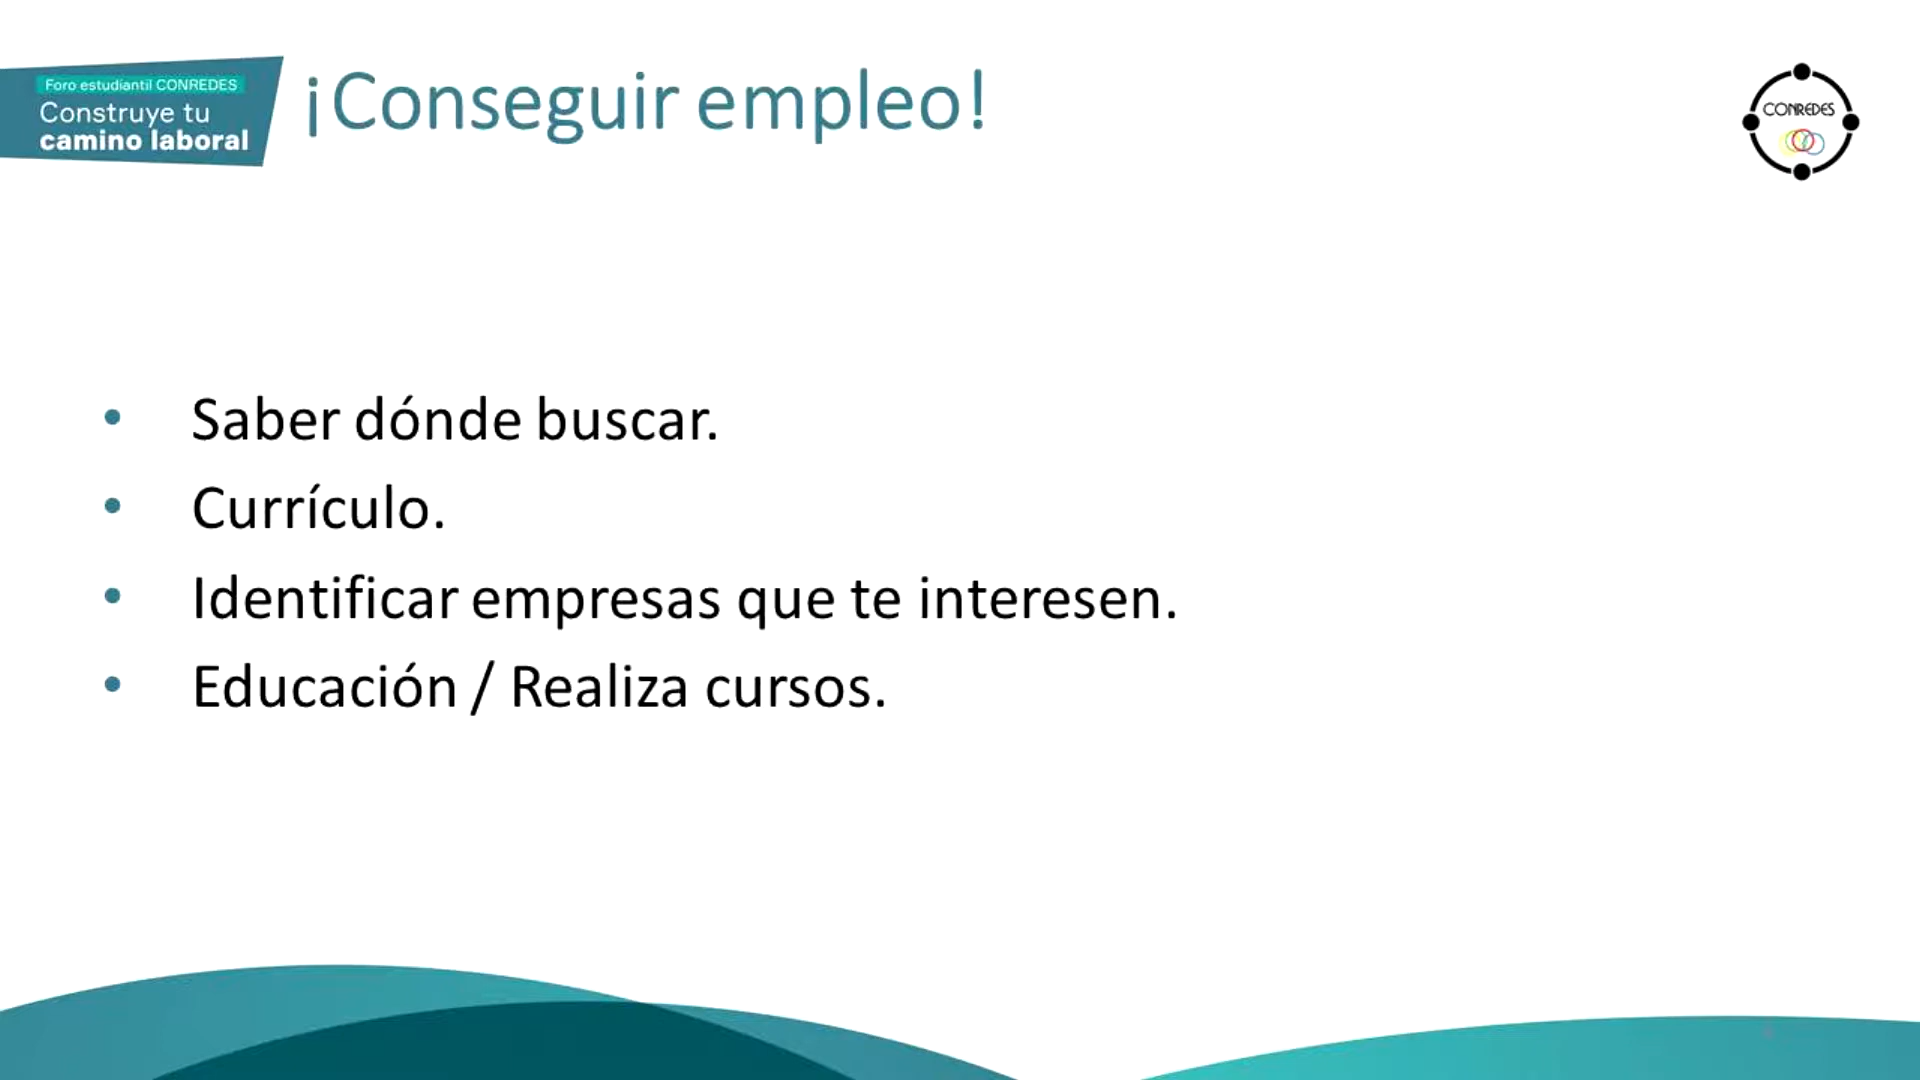 Foro estudiantil CONREDES
Construye tu
camino laboral
¡Conseguir empleo!
CONREDES
• Saber dónde buscar.
• Currículo.
• Identificar empresas que te interesen.
• Educación / Realiza cursos.